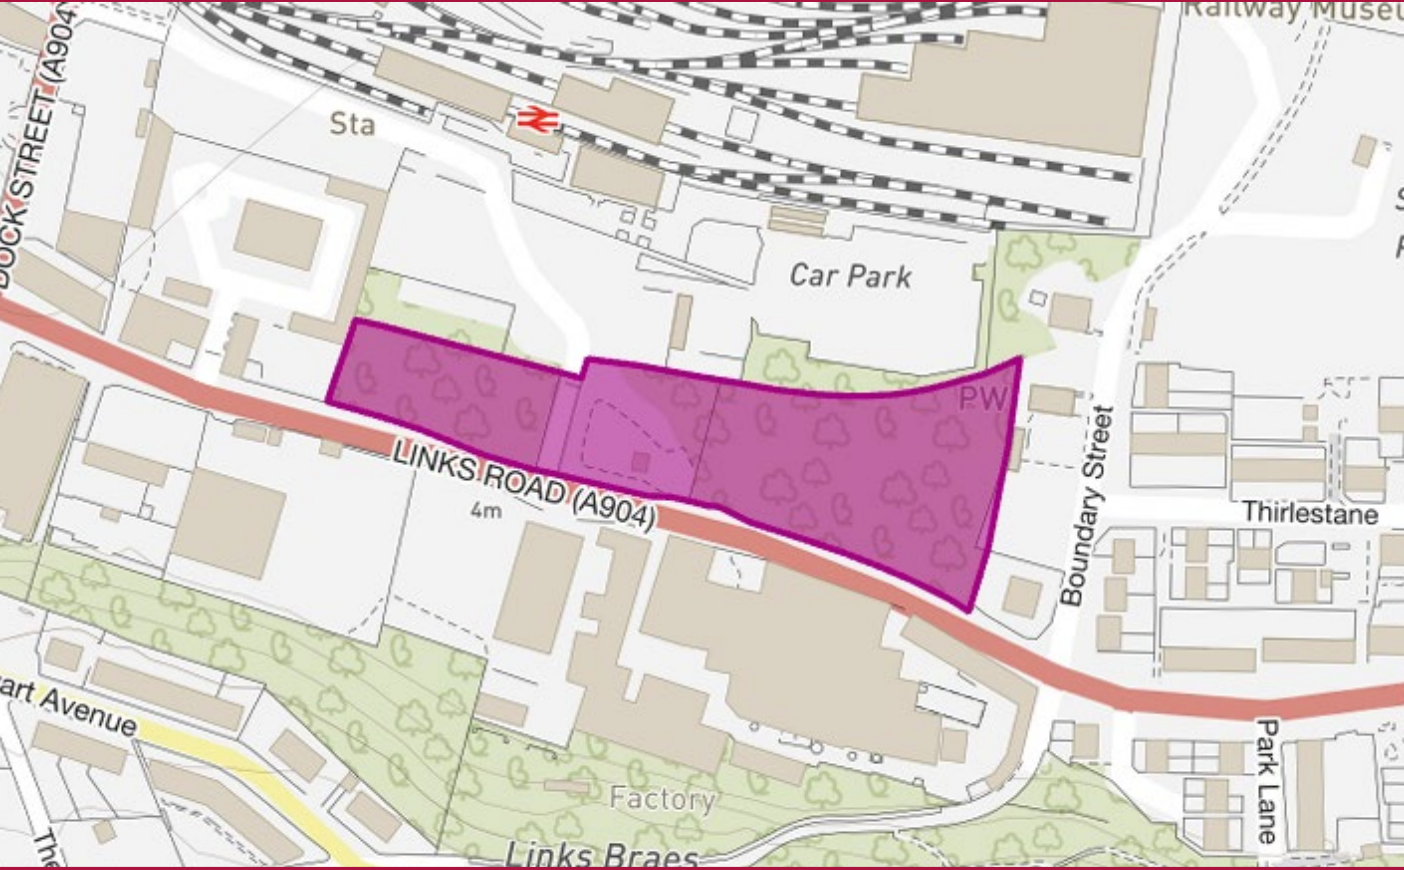 Railway
DOCK STREET (A904)
Sta
Car Park
PW
LINKS ROAD (A904)
4m
Boundary Street
Thirlestane
art Avenue
Park Lane
Factory
Links Braes
The